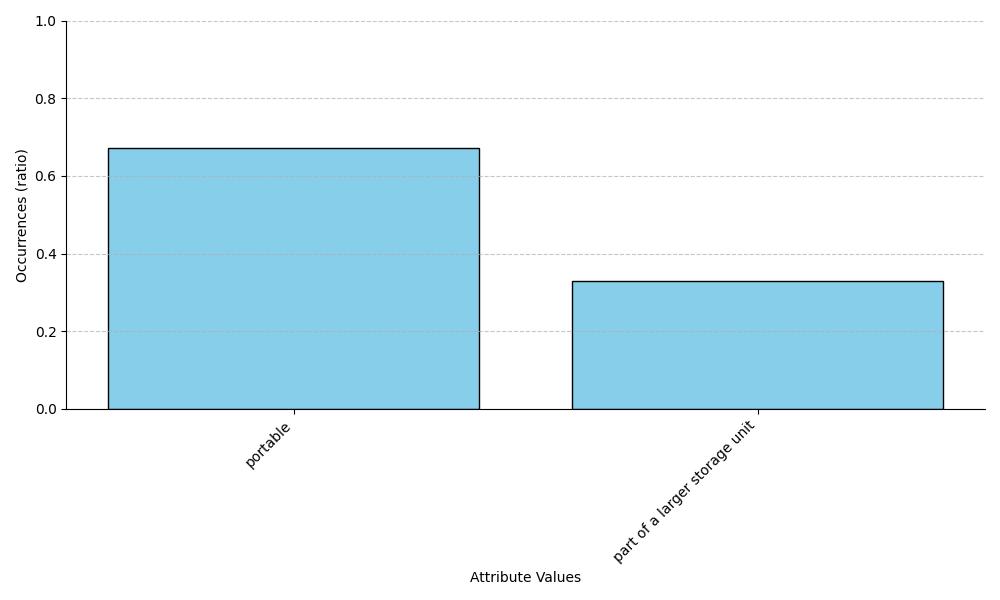 1.0
0.8
0.6
0.4
0.2
0.0
Occurrences (ratio)
portable
part of a larger storage unit
Attribute Values